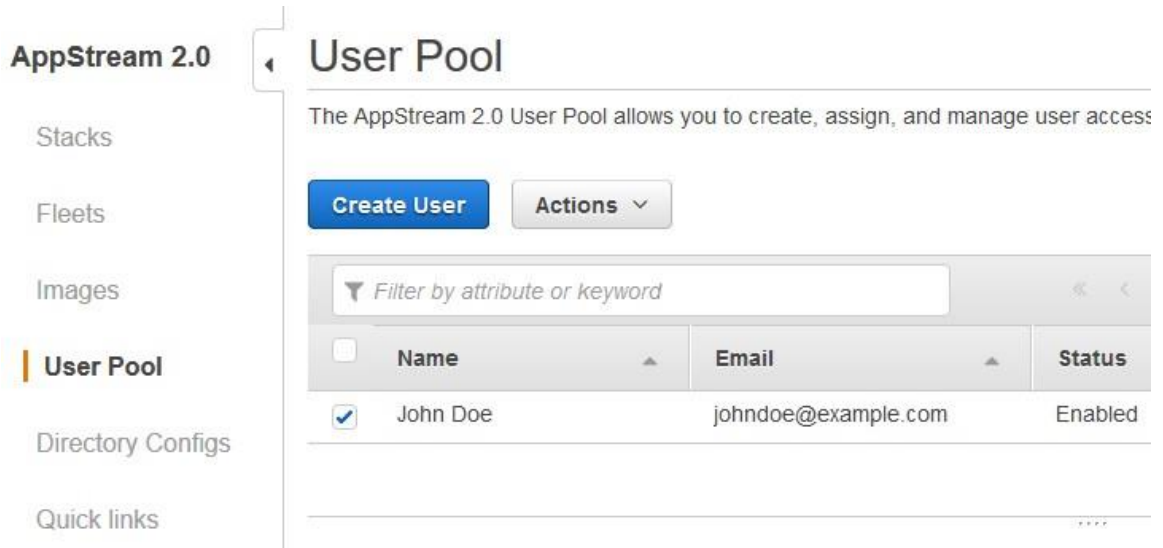 AppStream 2.0
Stacks
Fleets
Images
User Pool
Directory Configs
Quick links
User Pool
The AppStream 2.0 User Pool allows you to create, assign, and manage user access
Create User
Actions
Filter by attribute or keyword
Name Email Status
John Doe johndoe@example.com Enabled